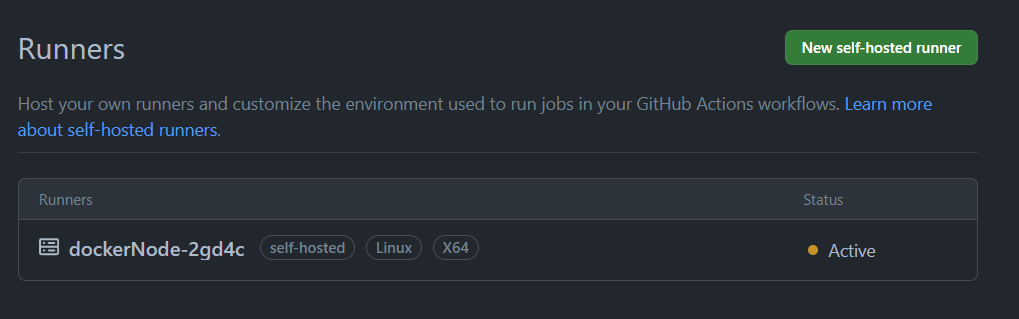 Runners
New self-hosted runner
Host your own runners and customize the environment used to run jobs in your GitHub Actions workflows. Learn more
about self-hosted runners.
Runners Status
dockerNode-2gd4c self-hosted Linux X64 Active